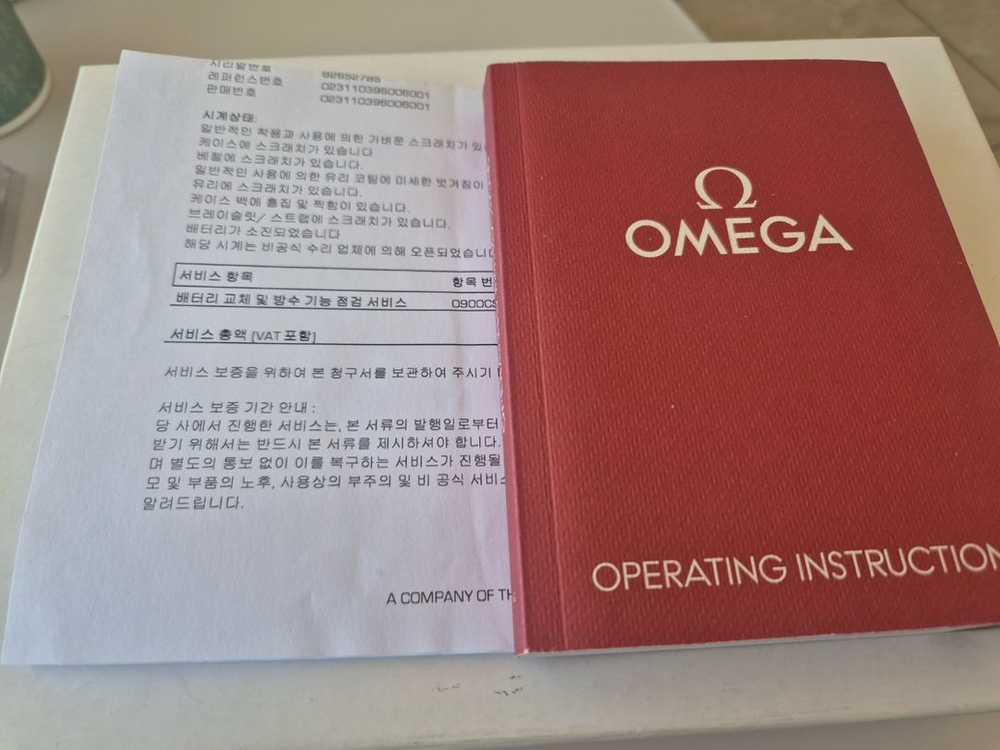 시리얼번호 92652795
레퍼런스번호 023110396006001
판매번호 023110396006001
시계상태:
일반적인 착용과 사용에 의한 가벼운 스크래치가
케이스에 스크래치가 있습니다
베젤에 스크래치가 있습니다.
일반적인 사용에 의한 유리 코팅에 미세한 벗겨짐이
유리에 스크래치가 있습니다.
케이스 백에 흠집 및 찍힘이 있습니다.
브레이슬릿/ 스트랩에 스크래치가 있습니다.
배터리가 소진되었습니다
해당 시계는 비공식 수리 업체에 의해 오픈되었습니
서비스 항목 항목 번
배터리 교체 및 방수 기능 점검 서비스
서비스 총액 (VAT 포함)
서비스 보증을 위하여 본 청구서를 보관하여 주시기
서비스 보증 기간 안내 :
당 사에서 진행한 서비스는, 본 서류의 발행일로부터
받기 위해서는 반드시 본 서류를 제시하셔야 합니다.
며 별도의 통보 없이 이를 복구하는 서비스가 진행될
모 및 부품의 노후, 사용상의 부주의 및 비 공식 서비스
알려드립니다.
A COMPANY OF TH
Ω
OMEGA
OPERATING INSTRUCTION